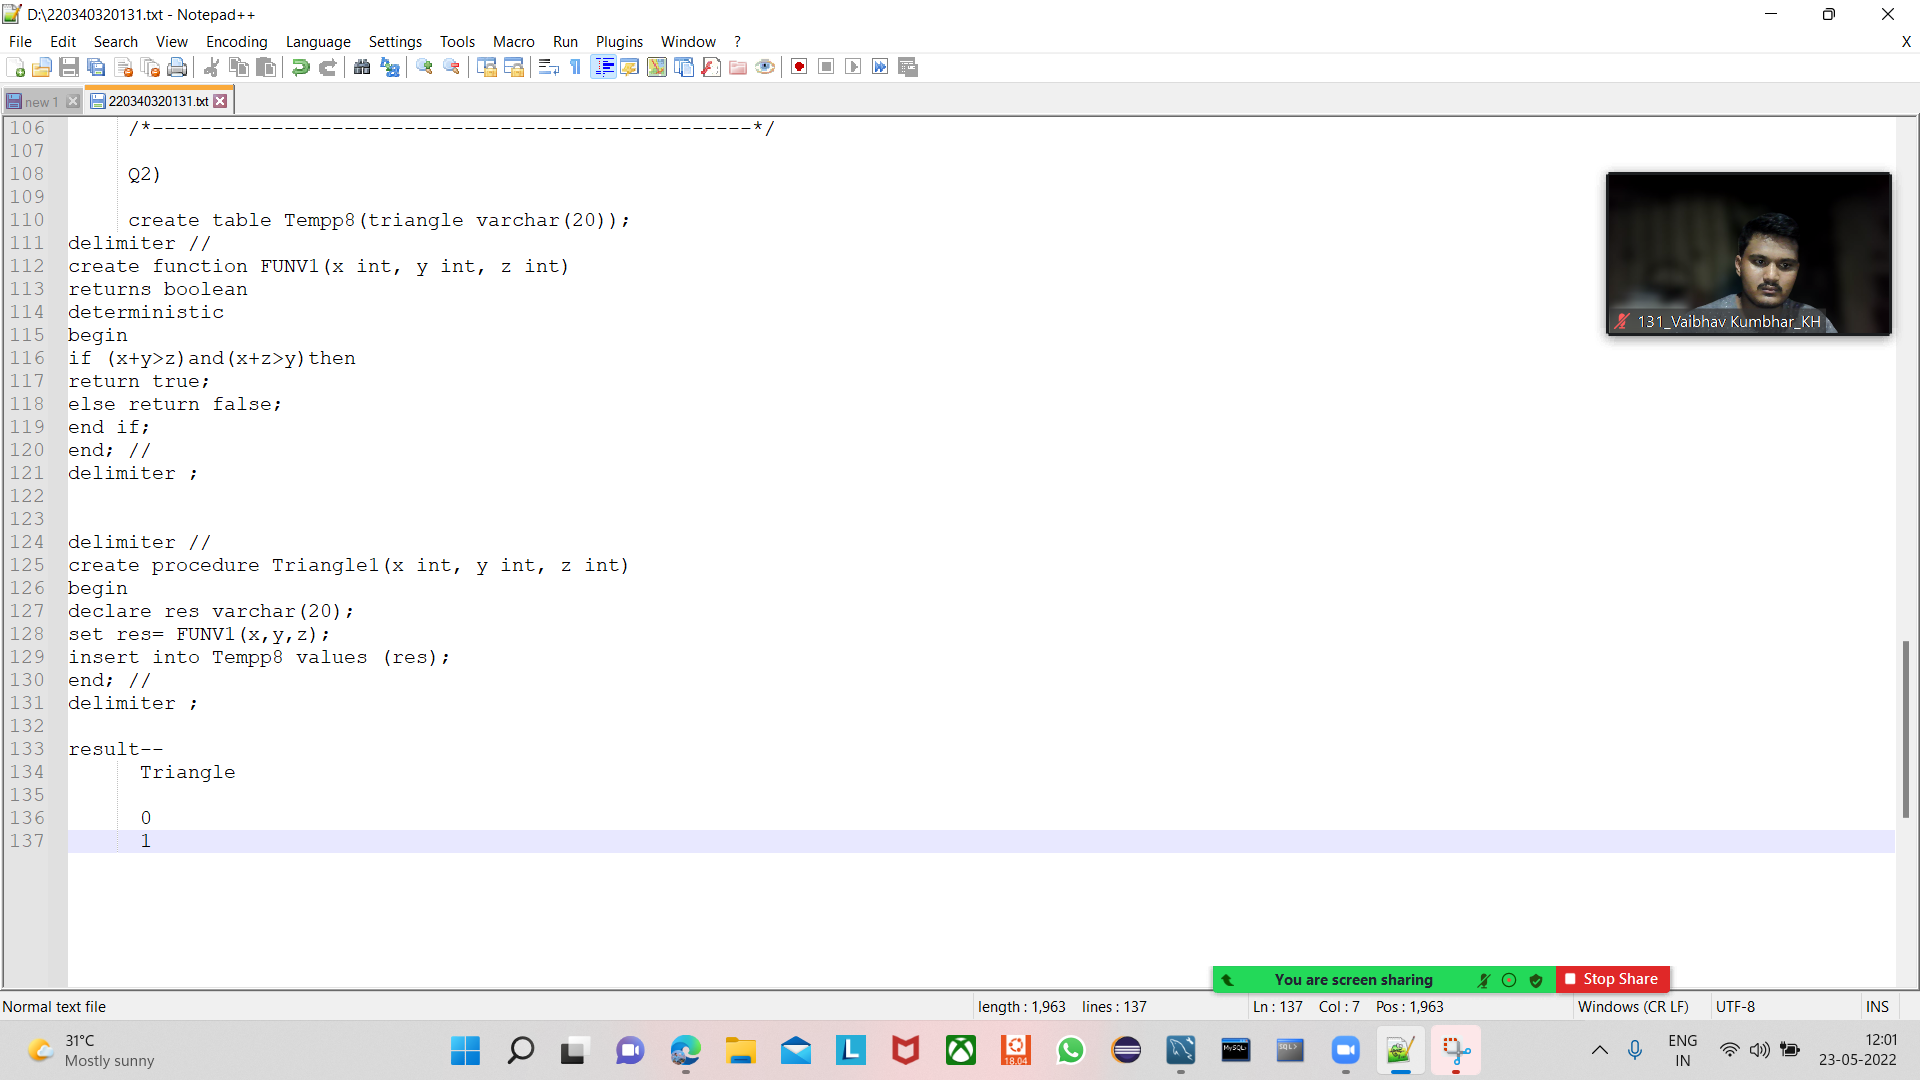 D:\220340320131.txt - Notepad++
File Edit Search View Encoding Language Settings Tools Macro Run Plugins Window ? X
new 1 220340320131.txt
106 /*--------------------------------------------------*/
107
108 Q2)
109
110 create table Tempp8(triangle varchar(20));
111 delimiter //
112 create function FUNV1(x int, y int, z int)
113 returns boolean
114 deterministic
115 begin
116 if (x+y>z)and(x+z>y)then
117 return true;
118 else return false;
119 end if;
120 end; //
121 delimiter ;
122
123
124 delimiter //
125 create procedure Triangle1(x int, y int, z int)
126 begin
127 declare res varchar(20);
128 set res= FUNV1(x,y,z);
129 insert into Tempp8 values (res);
130 end; //
131 delimiter ;
132
133 result--
134 Triangle
135
136 0
137 1
131_Vaibhav Kumbhar_KH
You are screen sharing Stop Share
Normal text file length : 1,963 lines : 137 Ln : 137 Col : 7 Pos : 1,963 Windows (CR LF) UTF-8 INS
31°C
Mostly sunny
L
18.04
MySQL
SQL>
ENG
IN
12:01
23-05-2022